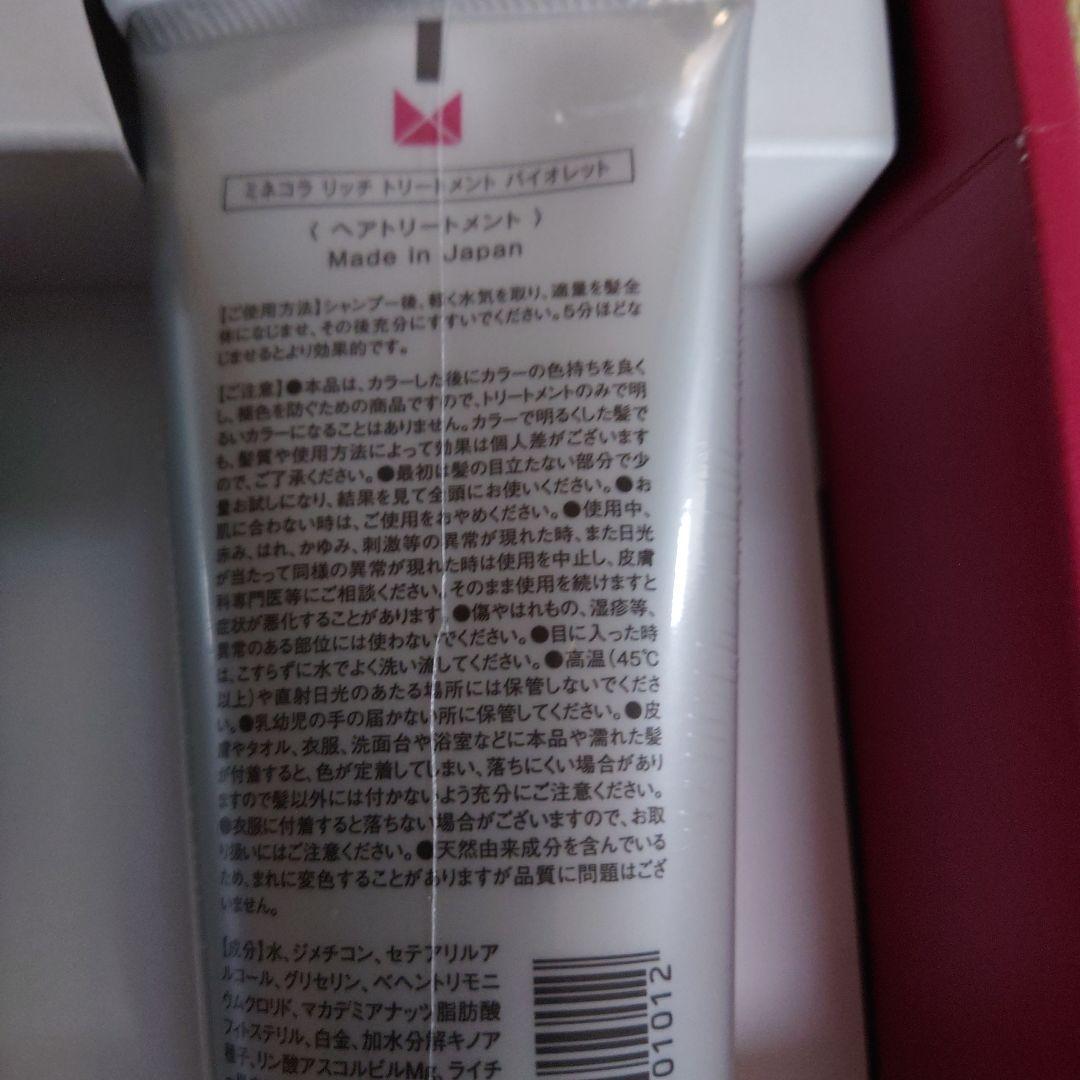 ミネコラ リッチ トリートメント バイオレット
〈 ヘアトリートメント 〉
Made in Japan
【ご使用方法】シャンプー後、軽く水気を取り、適量を髪全
体になじませ、その後充分にすすいでください。5分ほどな
じませるとより効果的です。
【ご注意】●本品は、カラーした後にカラーの色持ちを良く
し、褪色を防ぐための商品ですので、トリートメントのみで明
るいカラーになることはありません。カラーで明るくした髪で
も、髪質や使用方法によって効果は個人差がございます
ので、ご了承ください。●最初は髪の目立たない部分で少
量お試しになり、結果を見て全頭にお使いください。●お
肌に合わない時は、ご使用をおやめください。●使用中、
赤み、はれ、かゆみ、刺激等の異常が現れた時、また日光
が当たって同様の異常が現れた時は使用を中止し、皮膚
科専門医等にご相談ください。そのまま使用を続けますと
症状が悪化することがあります。●傷やはれもの、湿疹等、
異常のある部位には使わないでください。●目に入った時
は、こすらずに水でよく洗い流してください。●高温(45℃
以上)や直射日光のあたる場所には保管しないでくださ
い。●乳幼児の手の届かない所に保管してください。●皮
膚やタオル、衣服、洗面台や浴室などに本品や濡れた髪
が付着すると、色が定着してしまい、落ちにくい場合があり
ますので髪以外には付かないよう充分にご注意ください。
●衣服に付着すると落ちない場合がございますので、お取
り扱いにはご注意ください。●天然由来成分を含んでいる
ため、まれに変色することがありますが品質に問題はござ
いません。
【成分】水、ジメチコン、セテアリルア
ルコール、グリセリン、ベヘントリモニ
ウムクロリド、マカデミアナッツ脂肪酸
フィトステリル、白金、加水分解キノア
種子、リン酸アスコルビルMg、ライチ
01012